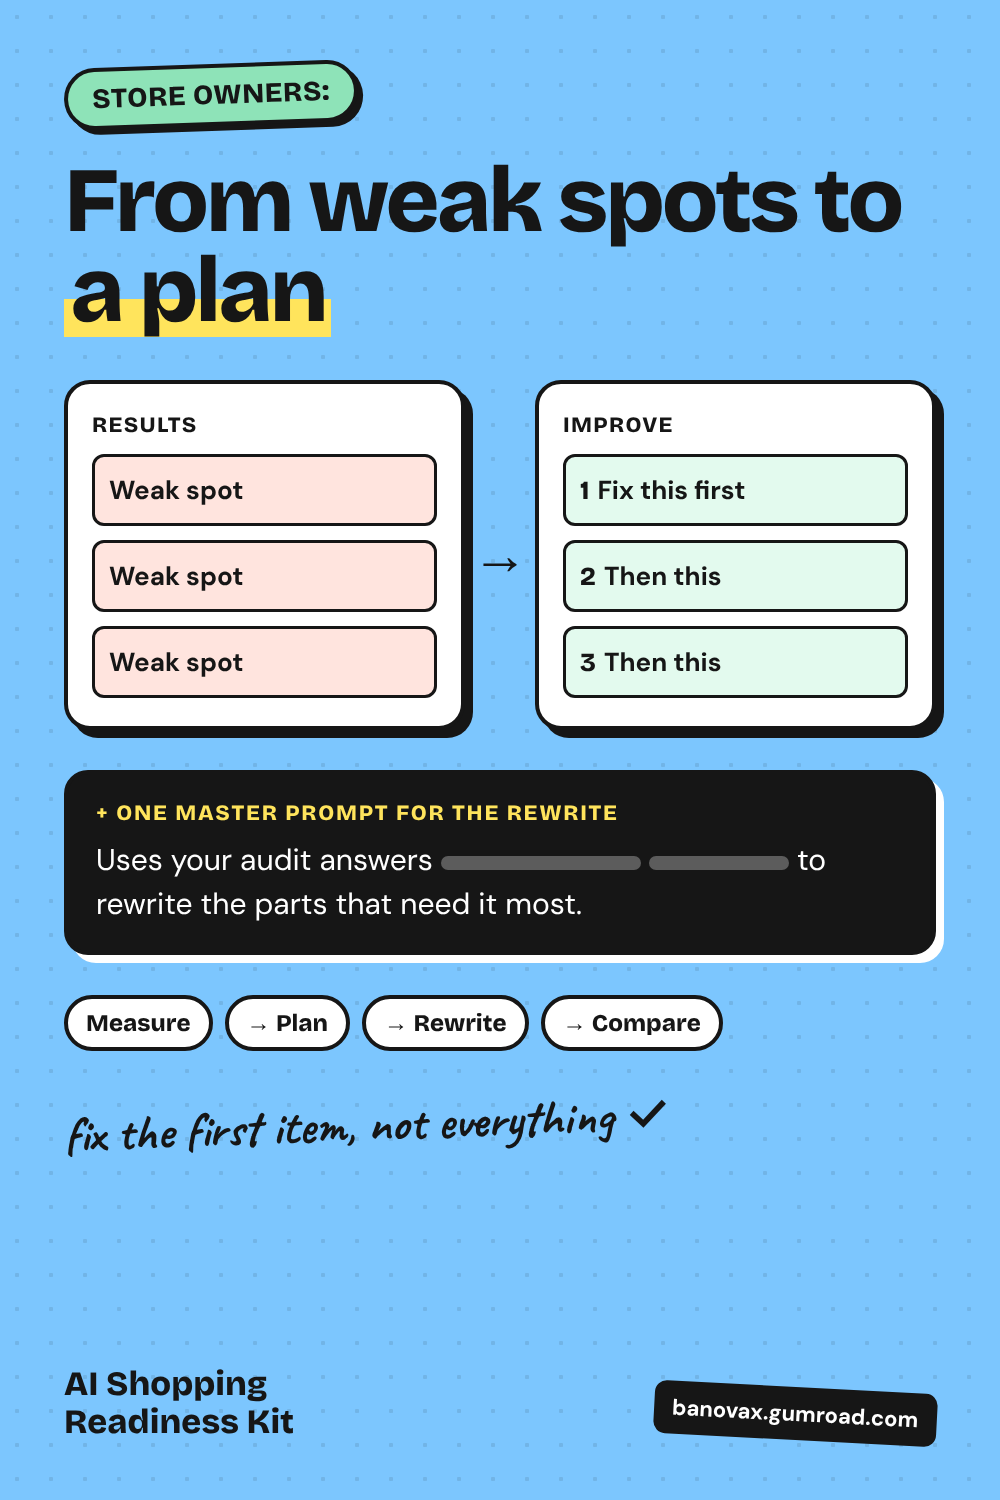 STORE OWNERS:
From weak spots to
a plan
RESULTS
Weak spot
Weak spot
Weak spot
→
IMPROVE
1 Fix this first
2 Then this
3 Then this
+ ONE MASTER PROMPT FOR THE REWRITE
Uses your audit answers to
rewrite the parts that need it most.
Measure → Plan → Rewrite → Compare
fix the first item, not everything ✓
AI Shopping
Readiness Kit
banovax.gumroad.com